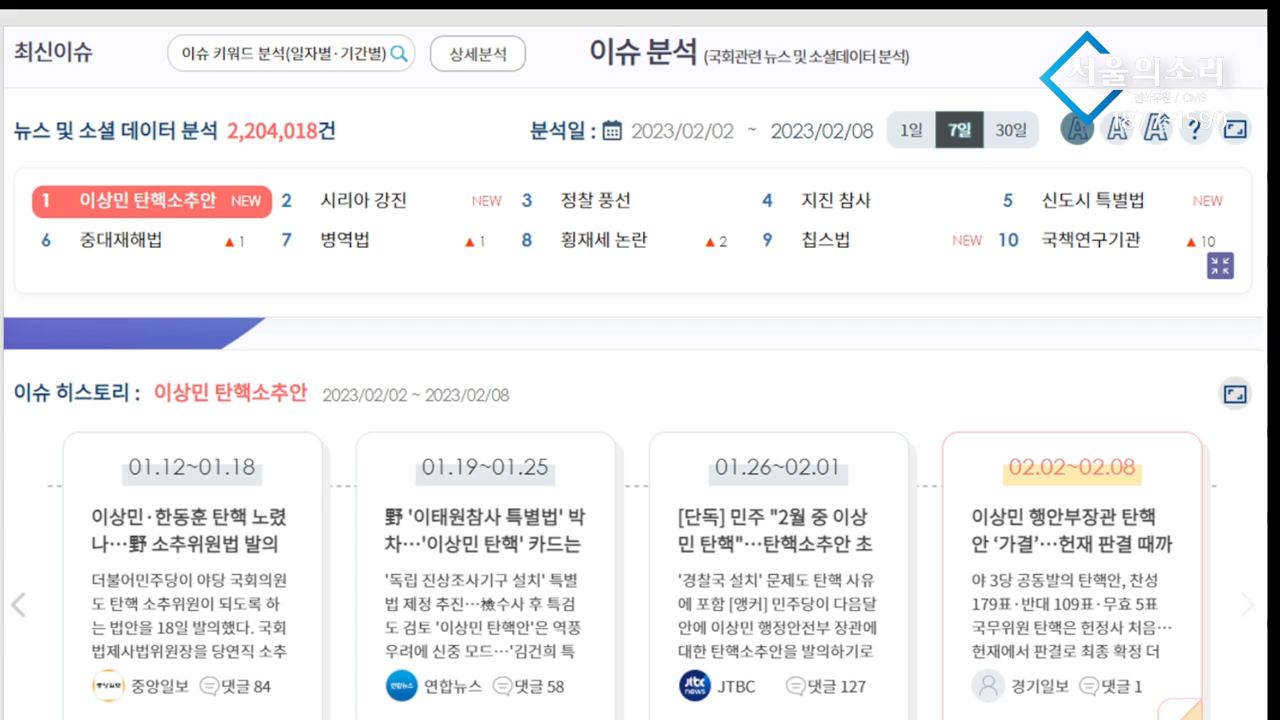 최신이슈
이슈 키워드 분석(일자별·기간별)
상세분석
이슈 분석 (국회관련 뉴스 및 소셜데이터 분석)
서울의소리
뉴스 및 소셜 데이터 분석 2,204,018건
분석일 : 2023/02/02 ~ 2023/02/08
1일 7일 30일
1 이상민 탄핵소추안 NEW
2 시리아 강진 NEW
3 정찰 풍선
4 지진 참사
5 신도시 특별법 NEW
6 중대재해법 ▲ 1
7 병역법 ▲ 1
8 횡재세 논란 ▲ 2
9 칩스법 NEW
10 국책연구기관 ▲ 10
이슈 히스토리 : 이상민 탄핵소추안 2023/02/02 ~ 2023/02/08
01.12~01.18
이상민·한동훈 탄핵 노렸
나…野 소추위원법 발의
더불어민주당이 야당 국회의원
도 탄핵 소추위원이 되도록 하
는 법안을 18일 발의했다. 국회
법제사법위원장을 당연직 소추
중앙일보 댓글 84
01.19~01.25
野 '이태원참사 특별법' 박
차…'이상민 탄핵' 카드는
'독립 진상조사기구 설치' 특별
법 제정 추진…檢수사 후 특검
도 검토 '이상민 탄핵안'은 역풍
우려에 신중 모드…'김건희 특
연합뉴스 댓글 58
01.26~02.01
[단독] 민주 "2월 중 이상
민 탄핵"…탄핵소추안 초
'경찰국 설치' 문제도 탄핵 사유
에 포함 [앵커] 민주당이 다음달
안에 이상민 행정안전부 장관에
대한 탄핵소추안을 발의하기로
jtbc news JTBC 댓글 127
02.02~02.08
이상민 행안부장관 탄핵
안 ‘가결’…헌재 판결 때까
야 3당 공동발의 탄핵안, 찬성
179표·반대 109표·무효 5표
국무위원 탄핵은 헌정사 처음…
헌재에서 판결로 최종 확정 더
경기일보 댓글 1